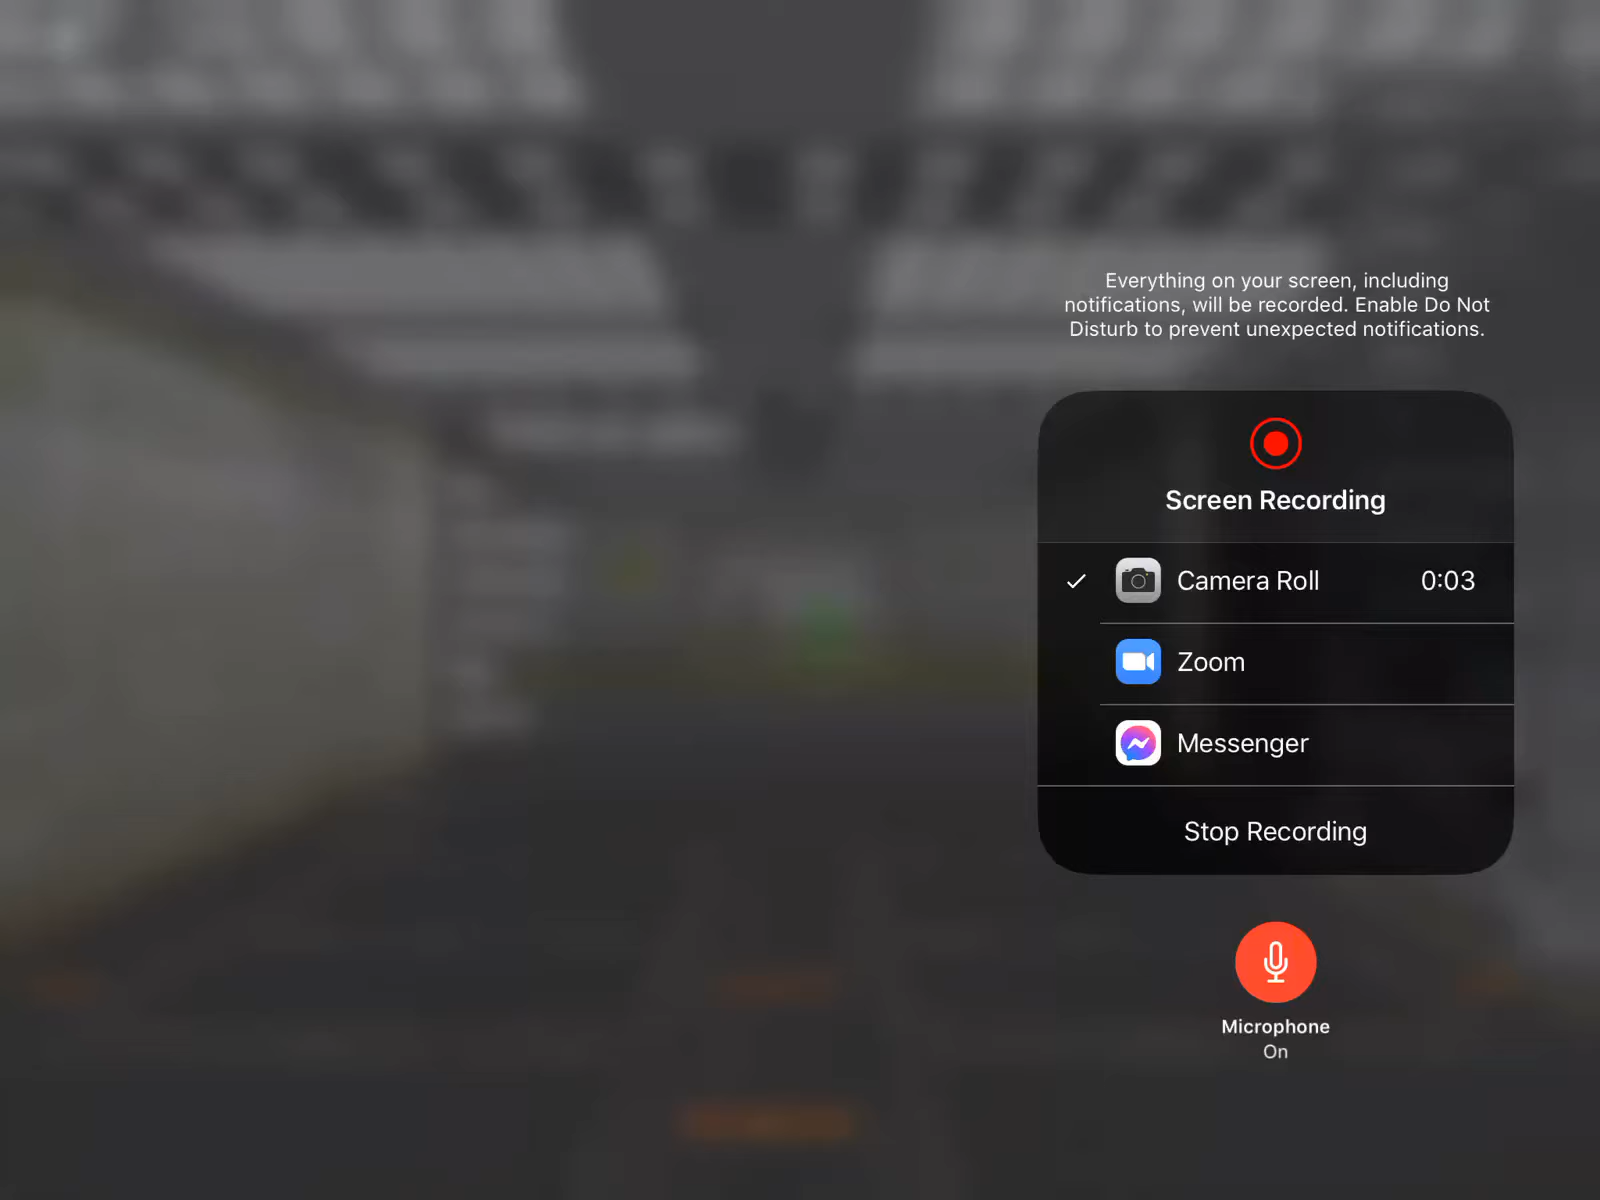 Everything on your screen, including
notifications, will be recorded. Enable Do Not
Disturb to prevent unexpected notifications.
Screen Recording
Camera Roll 0:03
Zoom
Messenger
Stop Recording
Microphone
On